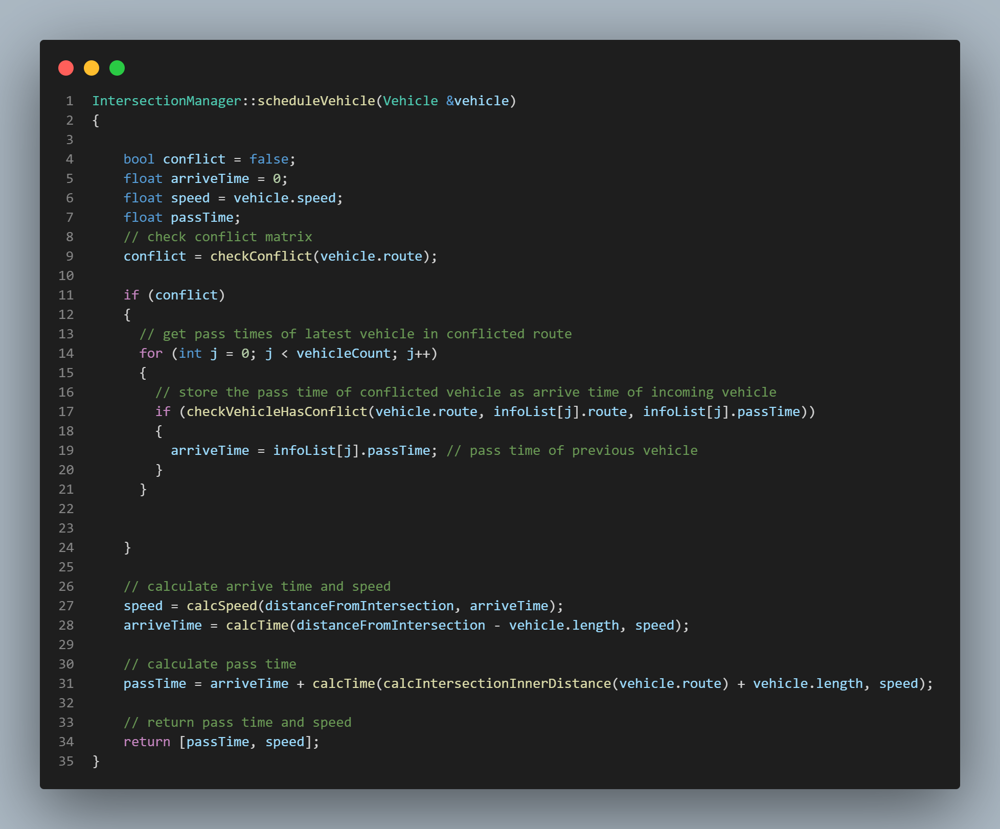 1 IntersectionManager::scheduleVehicle(Vehicle &vehicle)
2 {
3
4     bool conflict = false;
5     float arriveTime = 0;
6     float speed = vehicle.speed;
7     float passTime;
8     // check conflict matrix
9     conflict = checkConflict(vehicle.route);
10
11     if (conflict)
12     {
13       // get pass times of latest vehicle in conflicted route
14       for (int j = 0; j < vehicleCount; j++)
15       {
16         // store the pass time of conflicted vehicle as arrive time of incoming vehicle
17         if (checkVehicleHasConflict(vehicle.route, infoList[j].route, infoList[j].passTime))
18         {
19           arriveTime = infoList[j].passTime; // pass time of previous vehicle
20         }
21       }
22
23
24     }
25
26     // calculate arrive time and speed
27     speed = calcSpeed(distanceFromIntersection, arriveTime);
28     arriveTime = calcTime(distanceFromIntersection - vehicle.length, speed);
29
30     // calculate pass time
31     passTime = arriveTime + calcTime(calcIntersectionInnerDistance(vehicle.route) + vehicle.length, speed);
32
33     // return pass time and speed
34     return [passTime, speed];
35 }